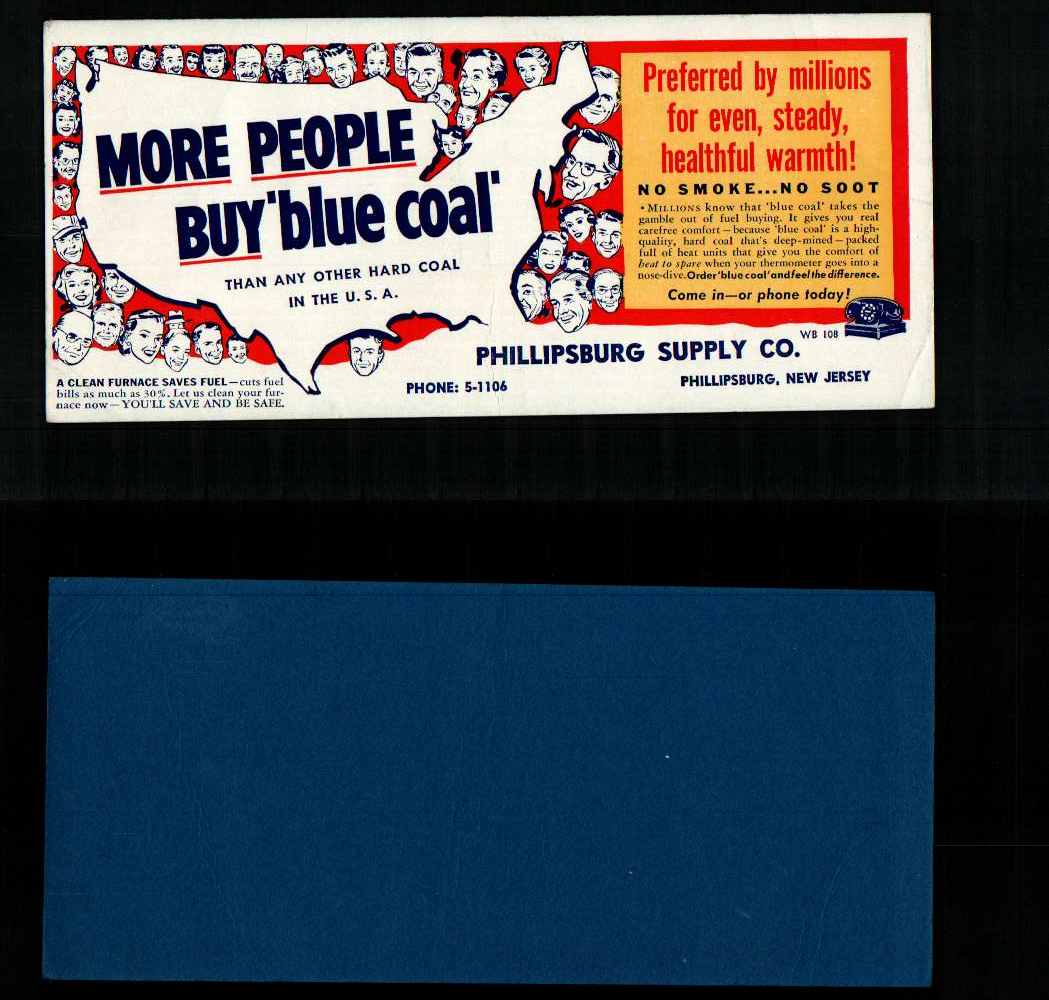 MORE PEOPLE
BUY 'blue coal'
THAN ANY OTHER HARD COAL
IN THE U. S. A.
A CLEAN FURNACE SAVES FUEL—cuts fuel
bills as much as 30%. Let us clean your fur-
nace now—YOU'LL SAVE AND BE SAFE.
Preferred by millions
for even, steady,
healthful warmth!
NO SMOKE...NO SOOT
• MILLIONS know that 'blue coal' takes the
gamble out of fuel buying. It gives you real
carefree comfort—because 'blue coal' is a high-
quality, hard coal that's deep-mined—packed
full of heat units that give you the comfort of
heat to spare when your thermometer goes into a
nose-dive. Order 'blue coal' and feel the difference.
Come in—or phone today!
WB 108
PHILLIPSBURG SUPPLY CO.
PHONE: 5-1106
PHILLIPSBURG, NEW JERSEY